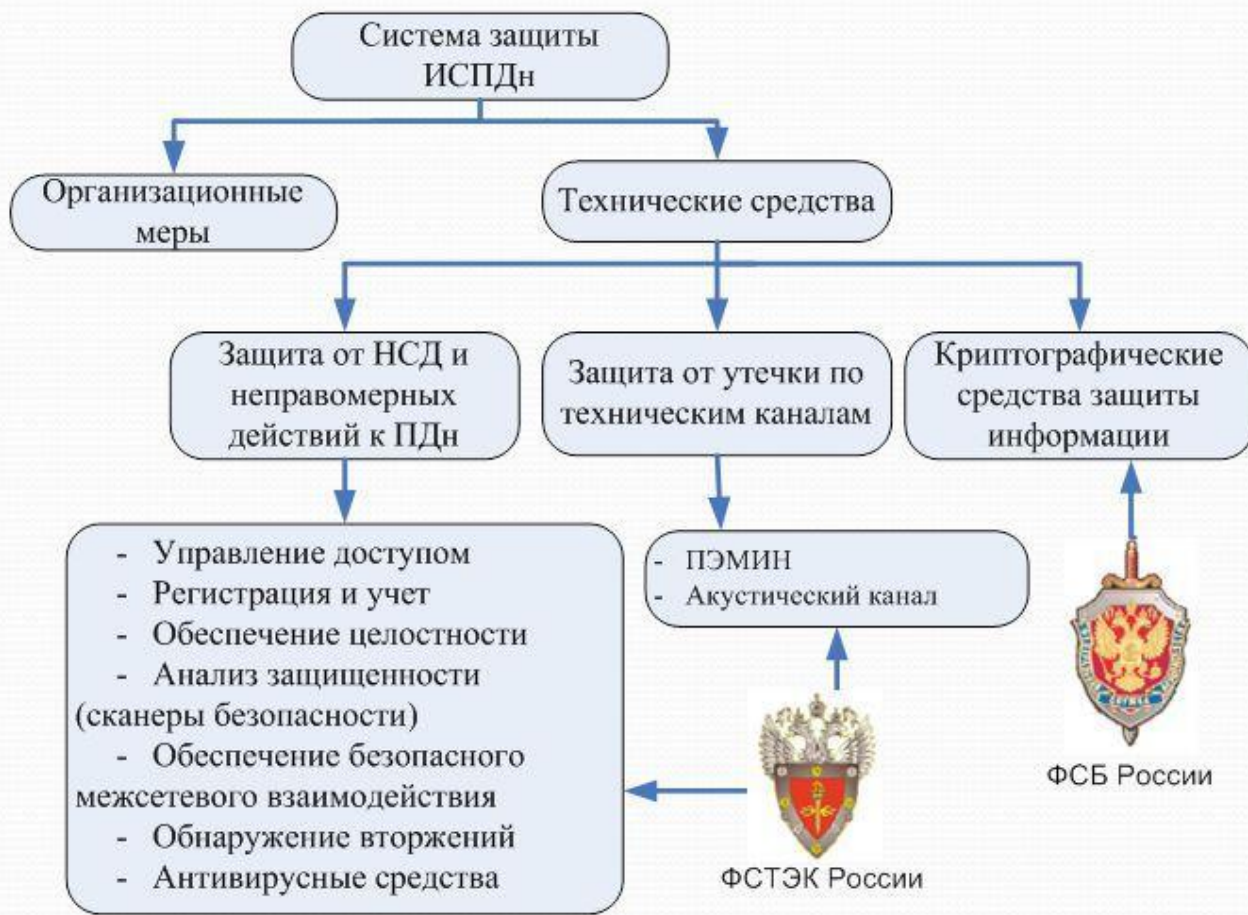 Система защиты
ИСПДн
Организационные
меры
Технические средства
Защита от НСД и
неправомерных
действий к ПДн
Защита от утечки по
техническим каналам
Криптографические
средства защиты
информации
- Управление доступом
- Регистрация и учет
- Обеспечение целостности
- Анализ защищенности
(сканеры безопасности)
- Обеспечение безопасного
межсетевого взаимодействия
- Обнаружение вторжений
- Антивирусные средства
- ПЭМИН
- Акустический канал
ФСТЭК России
ФСБ России